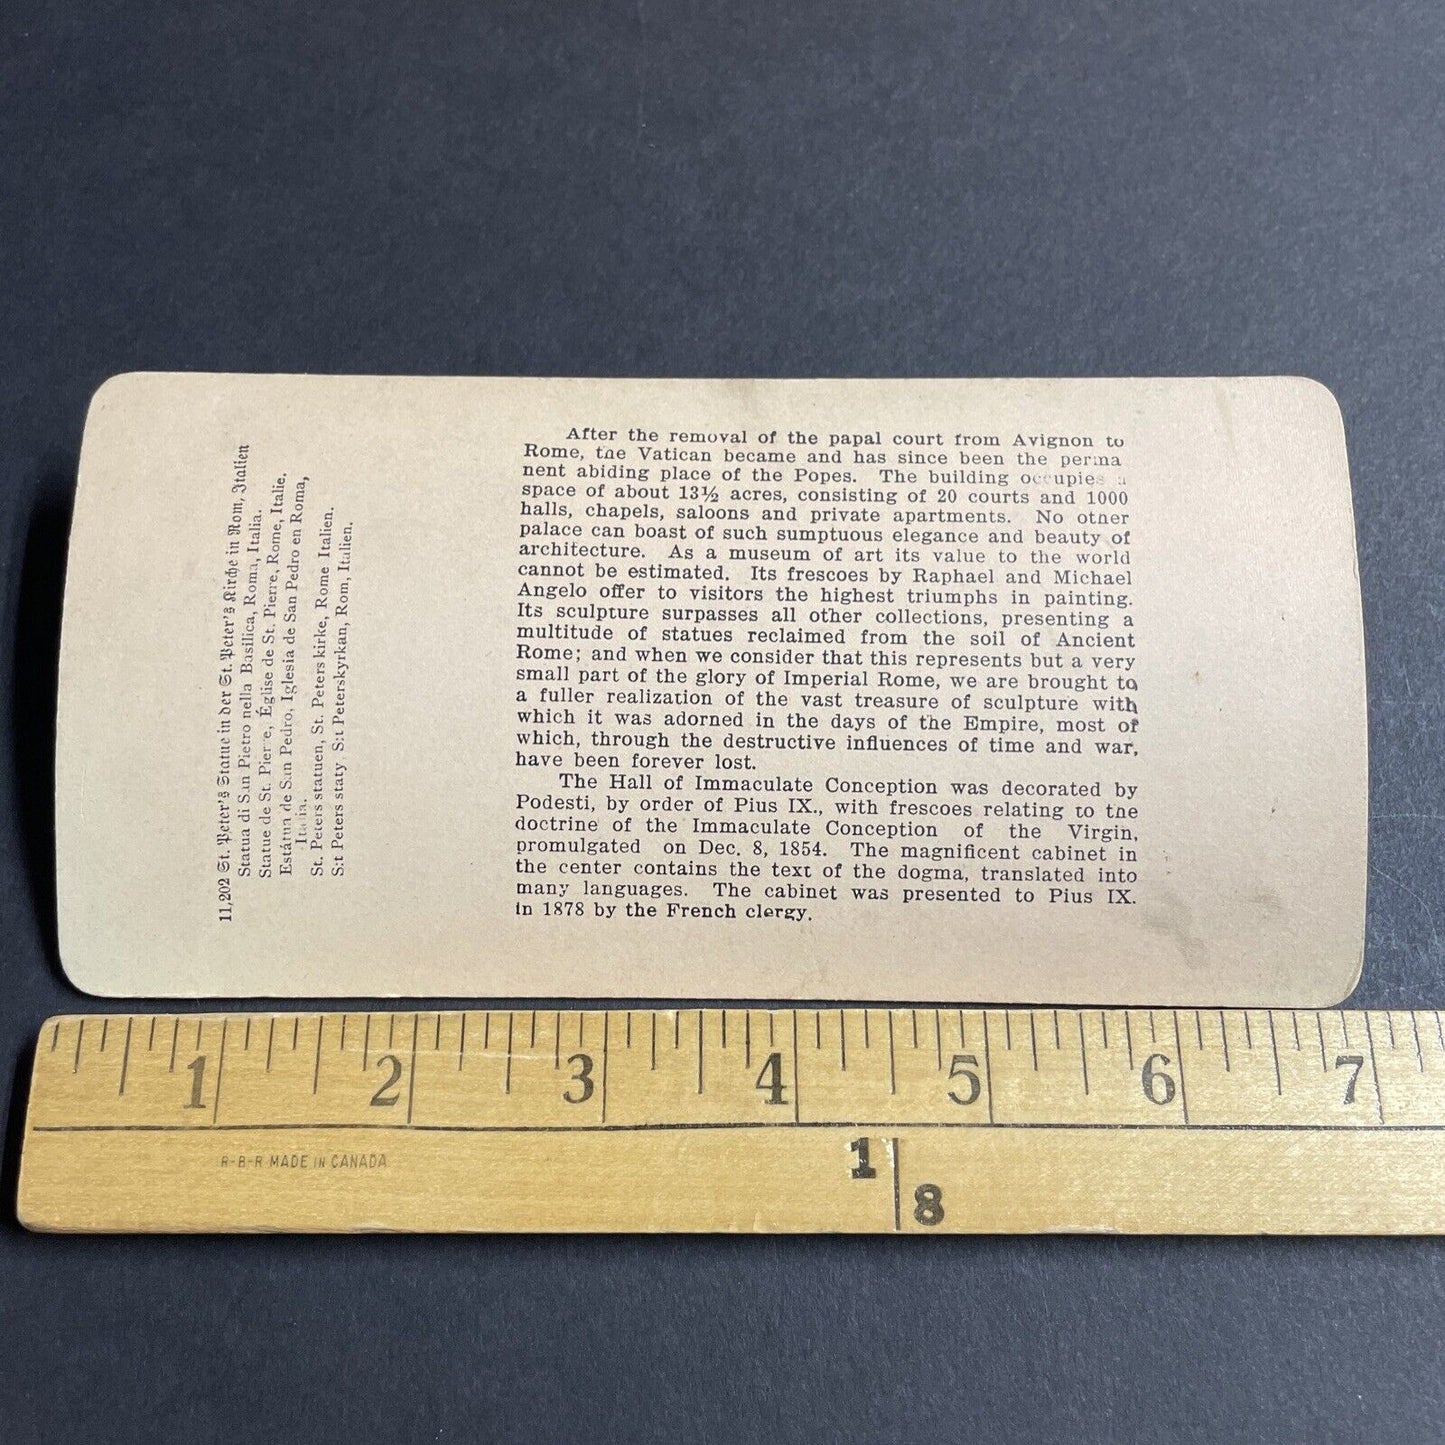 11,202 St. Peter's Statue in der St. Peter's Kirche in Rom, Italien
Statua di San Pietro nella Basilica, Roma, Italia.
Statue de St. Pierre, Église de St. Pierre, Rome, Italie.
Estátua de San Pedro, Iglesia de San Pedro en Roma,
Italia.
St. Peters statuen, St. Peters kirke, Rome Italien.
S:t Peters staty S:t Peterskyrkan, Rom, Italien.
After the removal of the papal court from Avignon to
Rome, the Vatican became and has since been the perma
nent abiding place of the Popes. The building occupies a
space of about 13½ acres, consisting of 20 courts and 1000
halls, chapels, saloons and private apartments. No other
palace can boast of such sumptuous elegance and beauty of
architecture. As a museum of art its value to the world
cannot be estimated. Its frescoes by Raphael and Michael
Angelo offer to visitors the highest triumphs in painting.
Its sculpture surpasses all other collections, presenting a
multitude of statues reclaimed from the soil of Ancient
Rome; and when we consider that this represents but a very
small part of the glory of Imperial Rome, we are brought to
a fuller realization of the vast treasure of sculpture with
which it was adorned in the days of the Empire, most of
which, through the destructive influences of time and war,
have been forever lost.
The Hall of Immaculate Conception was decorated by
Podesti, by order of Pius IX., with frescoes relating to the
doctrine of the Immaculate Conception of the Virgin,
promulgated on Dec. 8, 1854. The magnificent cabinet in
the center contains the text of the dogma, translated into
many languages. The cabinet was presented to Pius IX.
in 1878 by the French clergy.
1 2 3 4 5 6 7
R-B-R MADE IN CANADA
1
8